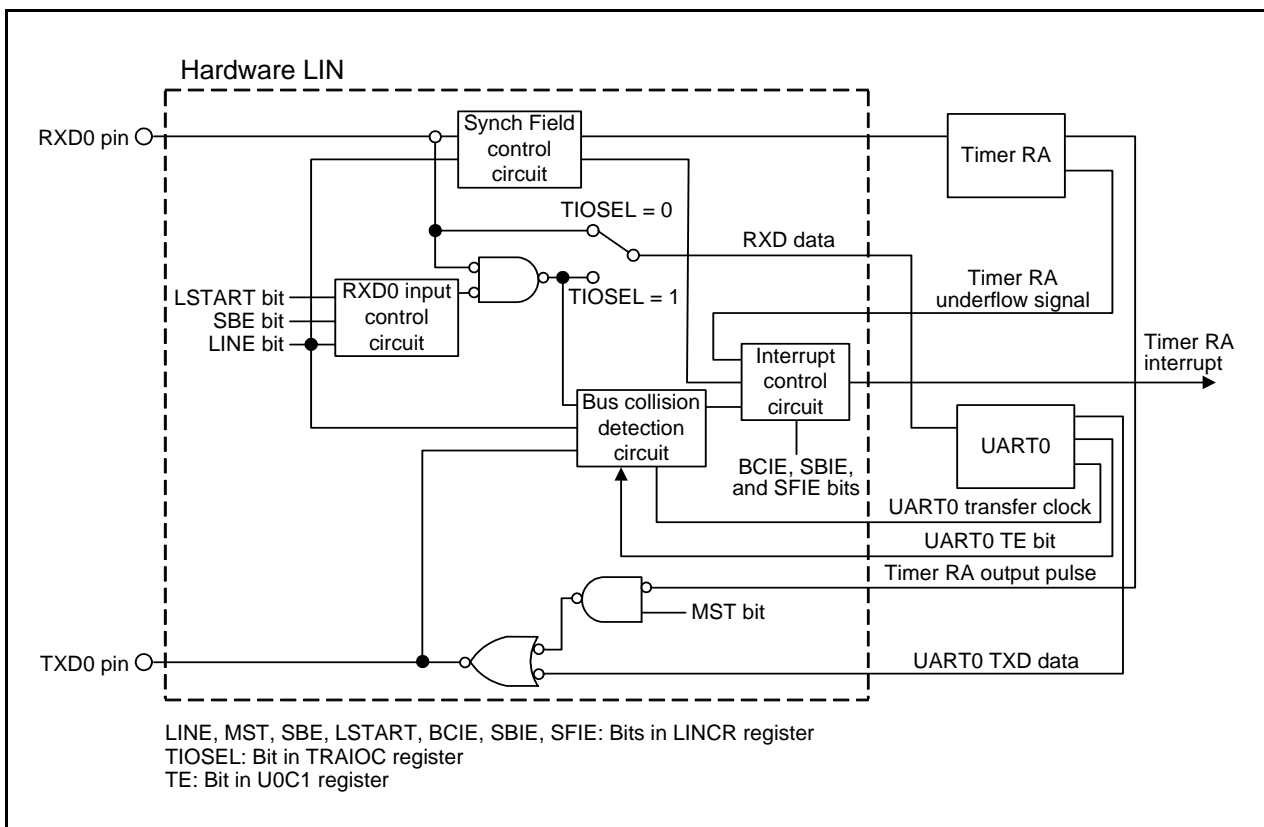 Hardware LIN
RXD0 pin
Synch Field
control
circuit
Timer RA
TIOSEL = 0
RXD data
LSTART bit
SBE bit
LINE bit
RXD0 input
control
circuit
TIOSEL = 1
Timer RA
underflow signal
Timer RA
interrupt
Interrupt
control
circuit
Bus collision
detection
circuit
UART0
BCIE, SBIE,
and SFIE bits
UART0 transfer clock
UART0 TE bit
Timer RA output pulse
MST bit
TXD0 pin
UART0 TXD data
LINE, MST, SBE, LSTART, BCIE, SBIE, SFIE: Bits in LINCR register
TIOSEL: Bit in TRAIOC register
TE: Bit in U0C1 register